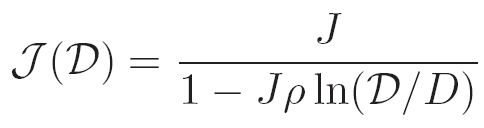 𝒥(𝒟) = J / (1 − Jρ ln(𝒟/D))